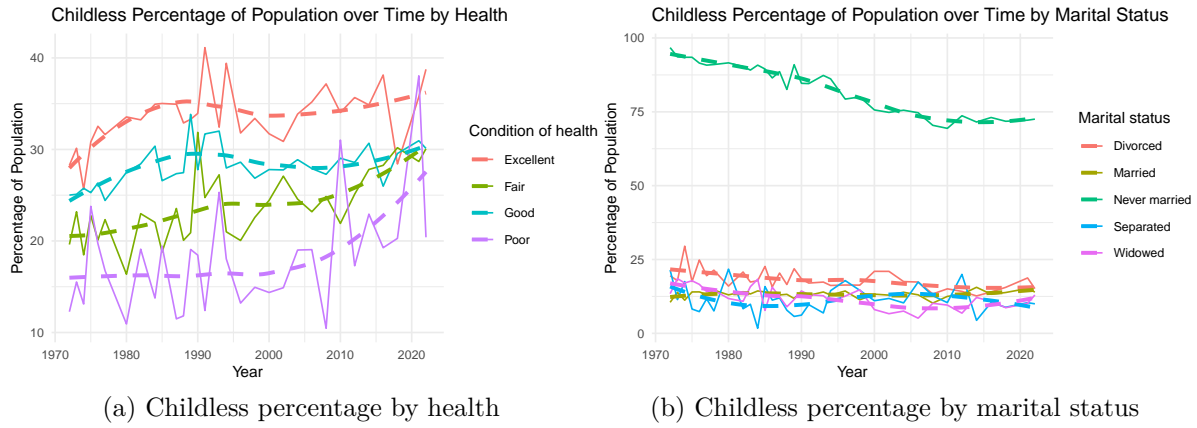 Childless Percentage of Population over Time by Health
40
30
20
10
Percentage of Population
1970 1980 1990 2000 2010 2020
Year
Condition of health
Excellent
Fair
Good
Poor
(a) Childless percentage by health
Childless Percentage of Population over Time by Marital Status
100
75
50
25
0
Percentage of Population
1970 1980 1990 2000 2010 2020
Year
Marital status
Divorced
Married
Never married
Separated
Widowed
(b) Childless percentage by marital status